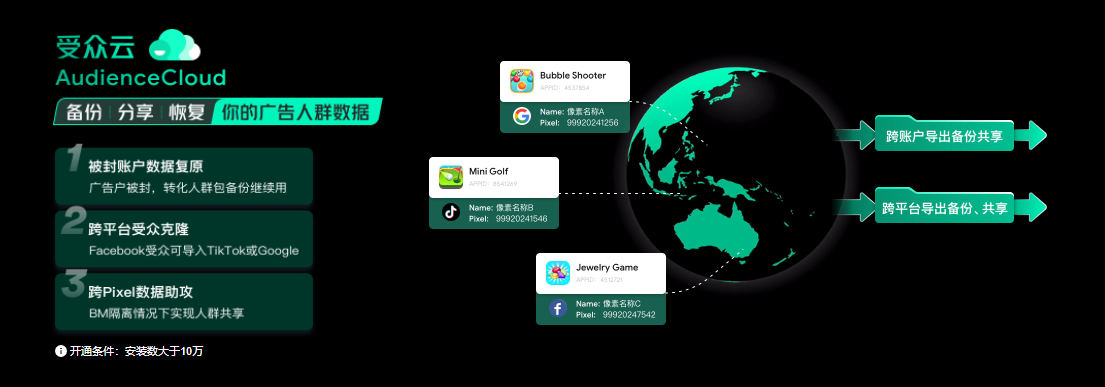 受众云
AudienceCloud
备份 分享 恢复 你的广告人群数据
1 被封账户数据复原
广告户被封，转化人群包备份继续用
2 跨平台受众克隆
Facebook受众可导入TikTok或Google
3 跨Pixel数据助攻
BM隔离情况下实现人群共享
开通条件：安装数大于10万
Bubble Shooter
APPID：4537854
Name: 像素名称A
Pixel: 99920241256
Mini Golf
APPID：8541269
Name: 像素名称B
Pixel: 99920241546
Jewelry Game
APPID：4512721
Name: 像素名称C
Pixel: 99920247542
跨账户导出备份共享
跨平台导出备份、共享